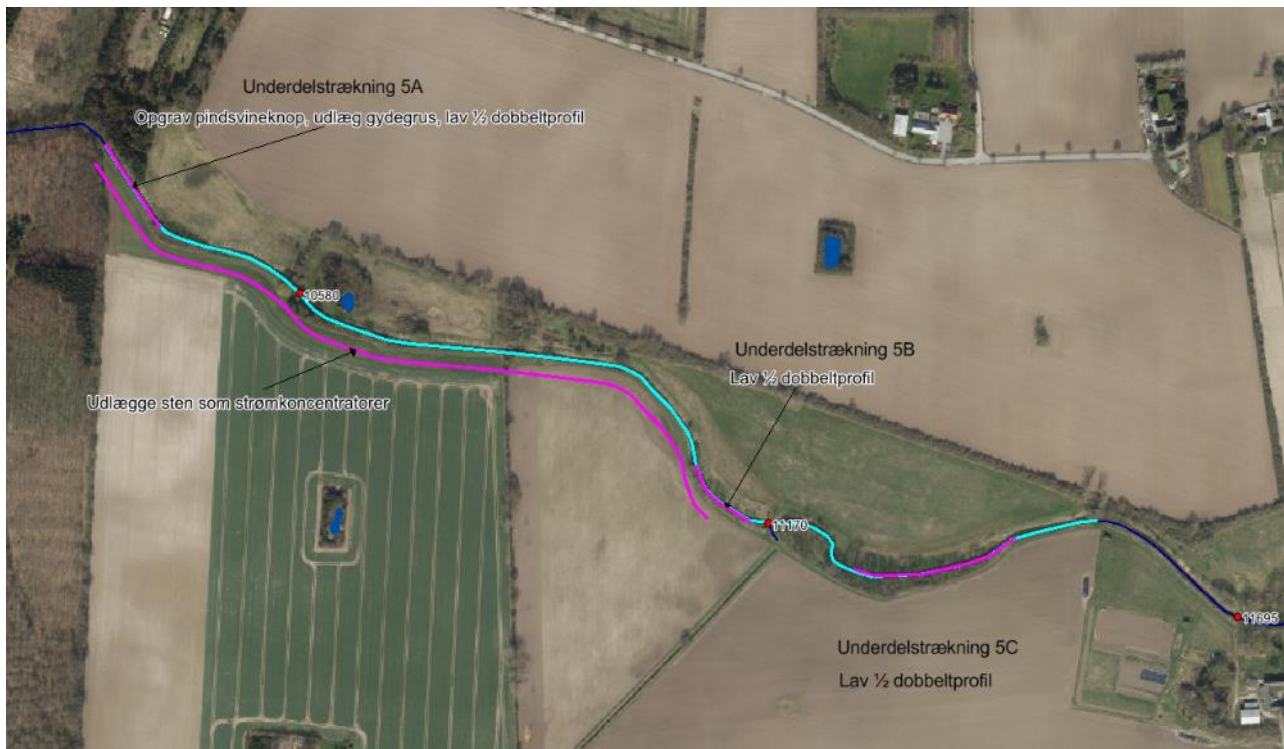 Underdelstrækning 5A
Opgrav pindsvineknop, udlæg gydegrus, lav ½ dobbeltprofil
10580
Underdelstrækning 5B
Lav ½ dobbeltprofil
Udlægge sten som strømkoncentratorer
11170
11695
Underdelstrækning 5C
Lav ½ dobbeltprofil